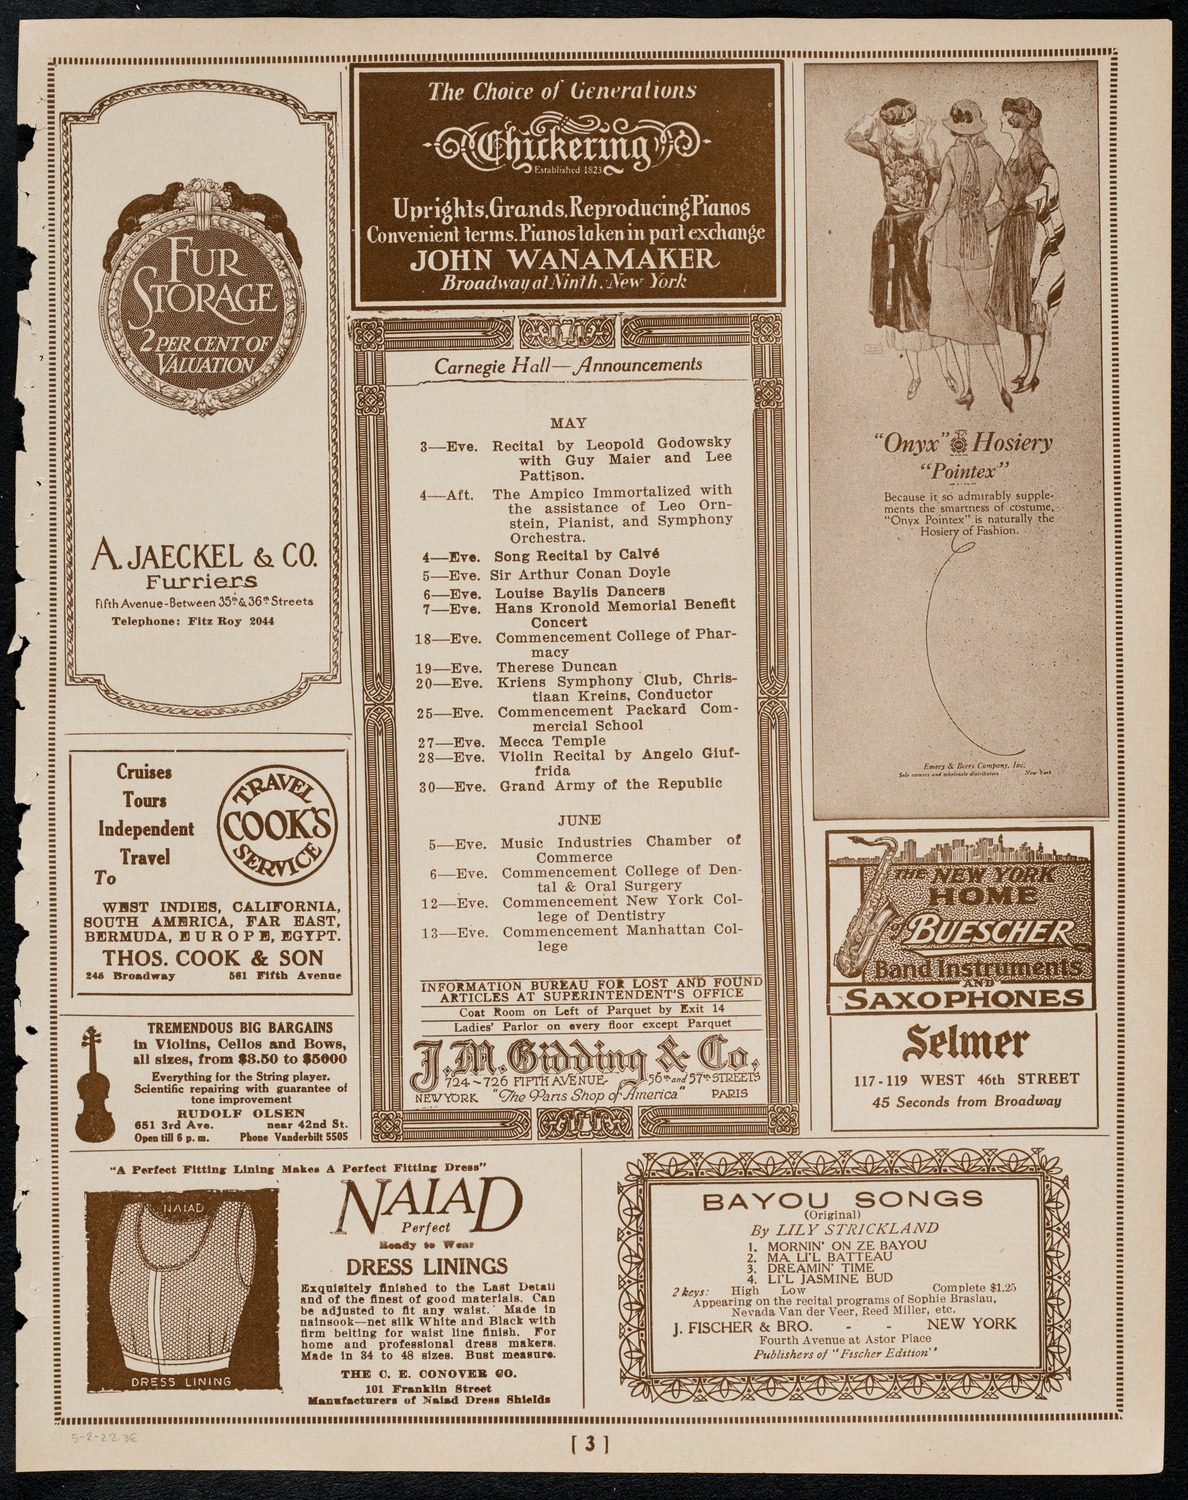 FUR
STORAGE
2 PER CENT OF
VALUATION
A. JAECKEL & CO.
Furriers
Fifth Avenue-Between 35th & 36th Streets
Telephone: Fitz Roy 2044
The Choice of Generations
Chickering
Established 1823
Uprights, Grands, Reproducing Pianos
Convenient terms. Pianos taken in part exchange
JOHN WANAMAKER
Broadway at Ninth, New York
Carnegie Hall—Announcements
MAY
3—Eve. Recital by Leopold Godowsky
with Guy Maier and Lee
Pattison.
4—Aft. The Ampico Immortalized with
the assistance of Leo Orn-
stein, Pianist, and Symphony
Orchestra.
4—Eve. Song Recital by Calvé
5—Eve. Sir Arthur Conan Doyle
6—Eve. Louise Baylis Dancers
7—Eve. Hans Kronold Memorial Benefit
Concert
18—Eve. Commencement College of Phar-
macy
19—Eve. Therese Duncan
20—Eve. Kriens Symphony Club, Chris-
tiaan Kreins, Conductor
25—Eve. Commencement Packard Com-
mercial School
27—Eve. Mecca Temple
28—Eve. Violin Recital by Angelo Giuf-
frida
30—Eve. Grand Army of the Republic
JUNE
5—Eve. Music Industries Chamber of
Commerce
6—Eve. Commencement College of Den-
tal & Oral Surgery
12—Eve. Commencement New York Col-
lege of Dentistry
13—Eve. Commencement Manhattan Col-
lege
INFORMATION BUREAU FOR LOST AND FOUND
ARTICLES AT SUPERINTENDENT'S OFFICE
Coat Room on Left of Parquet by Exit 14
Ladies' Parlor on every floor except Parquet
J. M. Gidding & Co.
724-726 FIFTH AVENUE 56th and 57th STREETS
NEW YORK "The Paris Shop of America" PARIS
"Onyx" Hosiery
"Pointex"
Because it so admirably supple-
ments the smartness of costume,
"Onyx Pointex" is naturally the
Hosiery of Fashion.
Emery & Beers Company, Inc.
Sole owners and wholesale distributors New York
Cruises
Tours
Independent
Travel
To
TRAVEL
COOK'S
SERVICE
WEST INDIES, CALIFORNIA,
SOUTH AMERICA, FAR EAST,
BERMUDA, EUROPE, EGYPT.
THOS. COOK & SON
246 Broadway 561 Fifth Avenue
TREMENDOUS BIG BARGAINS
in Violins, Cellos and Bows,
all sizes, from $8.50 to $5000
Everything for the String player.
Scientific repairing with guarantee of
tone improvement
RUDOLF OLSEN
651 3rd Ave. near 42nd St.
Open till 6 p. m. Phone Vanderbilt 5505
THE NEW YORK
HOME
of BUESCHER
Band Instruments
AND
SAXOPHONES
Selmer
117-119 WEST 46th STREET
45 Seconds from Broadway
"A Perfect Fitting Lining Makes A Perfect Fitting Dress"
NAIAD
DRESS LINING
NAIAD
Perfect
Ready to Wear
DRESS LININGS
Exquisitely finished to the Last Detail
and of the finest of good materials. Can
be adjusted to fit any waist. Made in
nainsook—net silk White and Black with
firm belting for waist line finish. For
home and professional dress makers.
Made in 34 to 48 sizes. Bust measure.
THE C. E. CONOVER CO.
101 Franklin Street
Manufacturers of Naiad Dress Shields
BAYOU SONGS
(Original)
By LILY STRICKLAND
1. MORNIN' ON ZE BAYOU
2. MA LI'L BATTEAU
3. DREAMIN' TIME
4. LI'L JASMINE BUD
2 keys: High Low Complete $1.25
Appearing on the recital programs of Sophie Braslau,
Nevada Van der Veer, Reed Miller, etc.
J. FISCHER & BRO. - - NEW YORK
Fourth Avenue at Astor Place
Publishers of "Fischer Edition"
5-2-22.3E
[ 3 ]